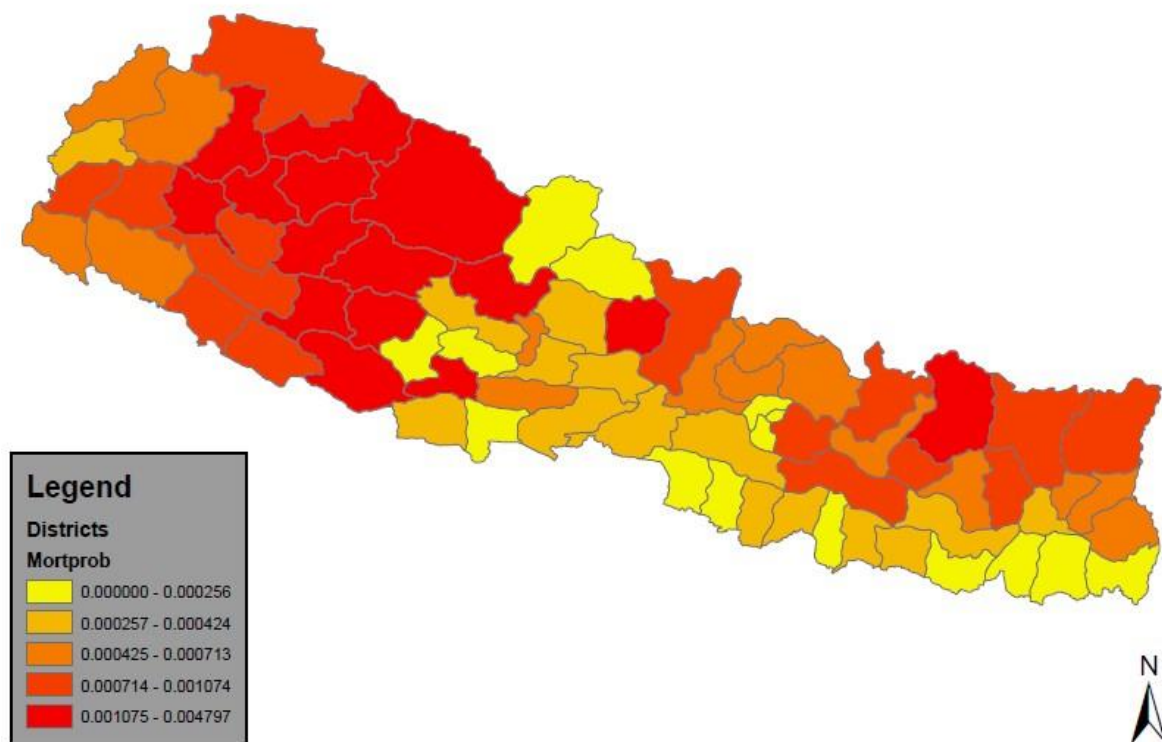 Legend
Districts
Mortprob
0.000000 - 0.000256
0.000257 - 0.000424
0.000425 - 0.000713
0.000714 - 0.001074
0.001075 - 0.004797
N